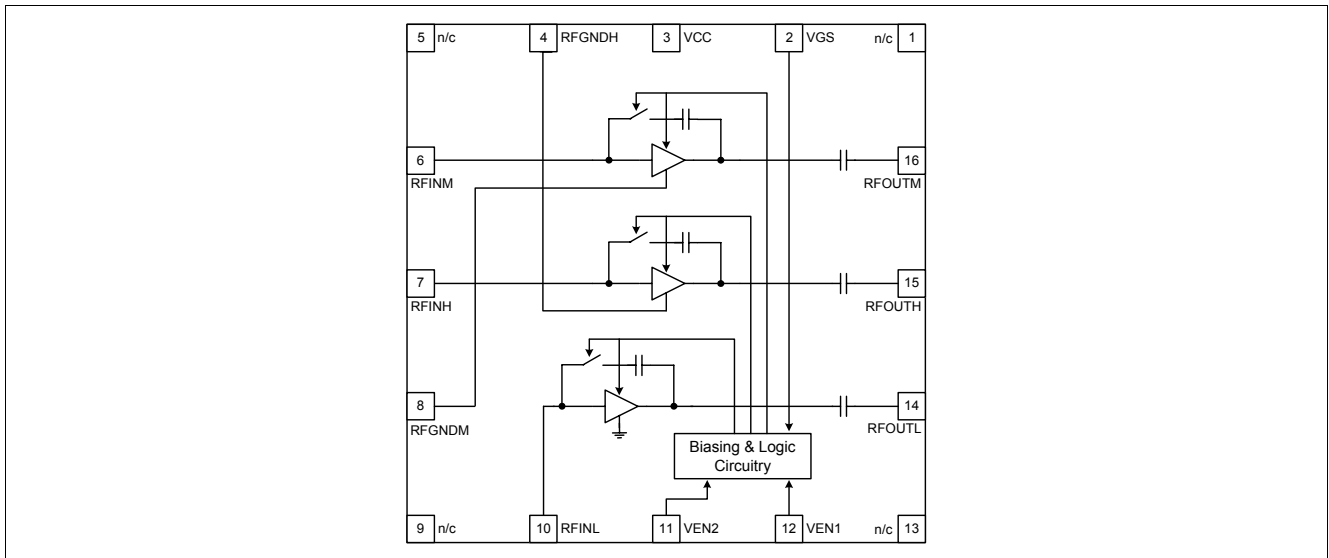 5 n/c 4 RFGNDH 3 VCC 2 VGS n/c 1
6 16
RFINM RFOUTM
7 15
RFINH RFOUTH
8 14
RFGNDM RFOUTL
Biasing & Logic
Circuitry
9 n/c 10 RFINL 11 VEN2 12 VEN1 n/c 13